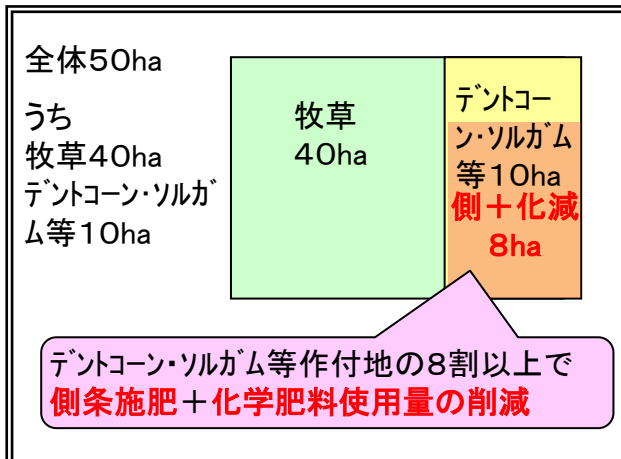 全体５０ha
うち
牧草４０ha
ﾃﾞﾝﾄｺｰﾝ・ｿﾙｶﾞ
ﾑ等１０ha
牧草
４０ha
ﾃﾞﾝﾄｺｰ
ﾝ・ｿﾙｶﾞﾑ
等１０ha
側＋化減
８ha
ﾃﾞﾝﾄｺｰﾝ・ｿﾙｶﾞﾑ等作付地の８割以上で
側条施肥＋化学肥料使用量の削減